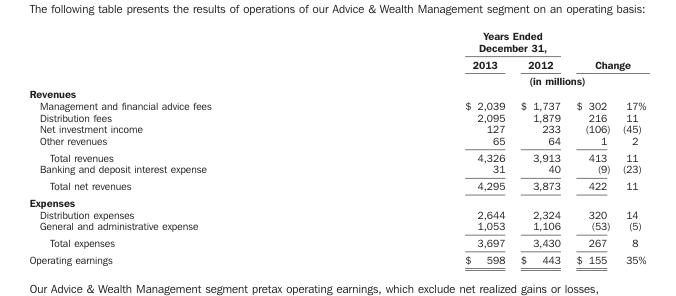 The following table presents the results of operations of our Advice & Wealth Management segment on an operating basis:
Years Ended
December 31,
2013 2012 Change
(in millions)
Revenues
Management and financial advice fees $ 2,039 $ 1,737 $ 302 17%
Distribution fees 2,095 1,879 216 11
Net investment income 127 233 (106) (45)
Other revenues 65 64 1 2
Total revenues 4,326 3,913 413 11
Banking and deposit interest expense 31 40 (9) (23)
Total net revenues 4,295 3,873 422 11
Expenses
Distribution expenses 2,644 2,324 320 14
General and administrative expense 1,053 1,106 (53) (5)
Total expenses 3,697 3,430 267 8
Operating earnings $ 598 $ 443 $ 155 35%
Our Advice & Wealth Management segment pretax operating earnings, which exclude net realized gains or losses,